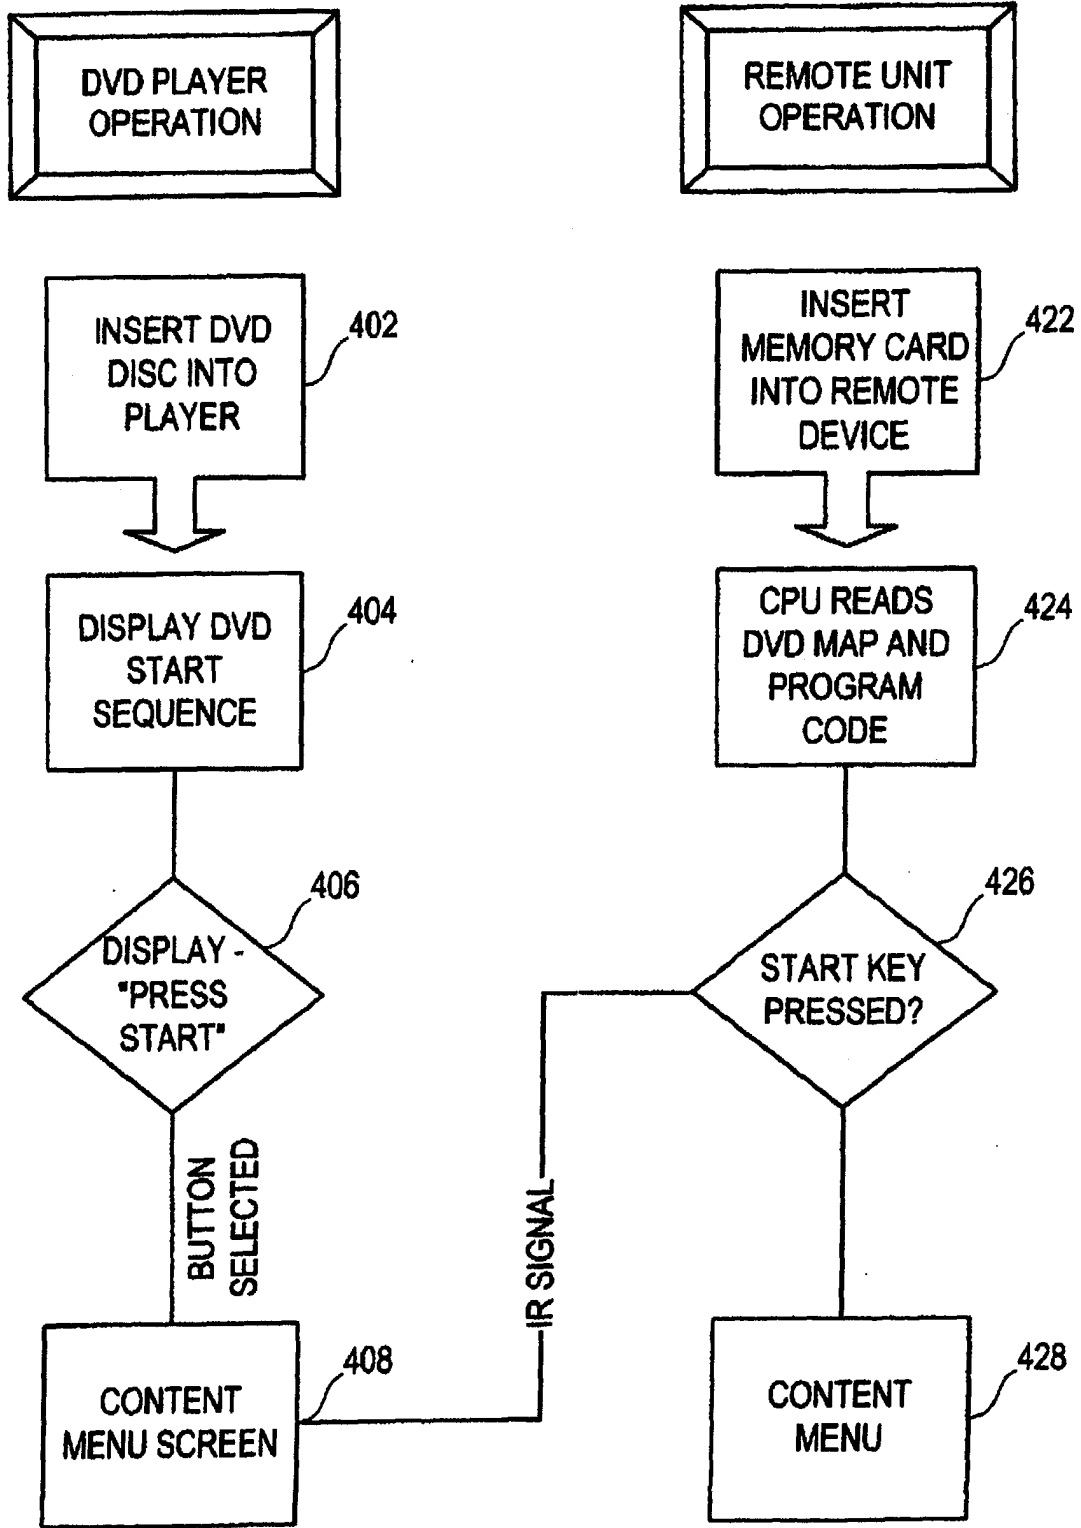 DVD PLAYER
OPERATION
REMOTE UNIT
OPERATION
INSERT DVD
DISC INTO
PLAYER
402
INSERT
MEMORY CARD
INTO REMOTE
DEVICE
422
DISPLAY DVD
START
SEQUENCE
404
CPU READS
DVD MAP AND
PROGRAM
CODE
424
DISPLAY -
"PRESS
START"
406
START KEY
PRESSED?
426
BUTTON
SELECTED
IR SIGNAL
CONTENT
MENU SCREEN
408
CONTENT
MENU
428